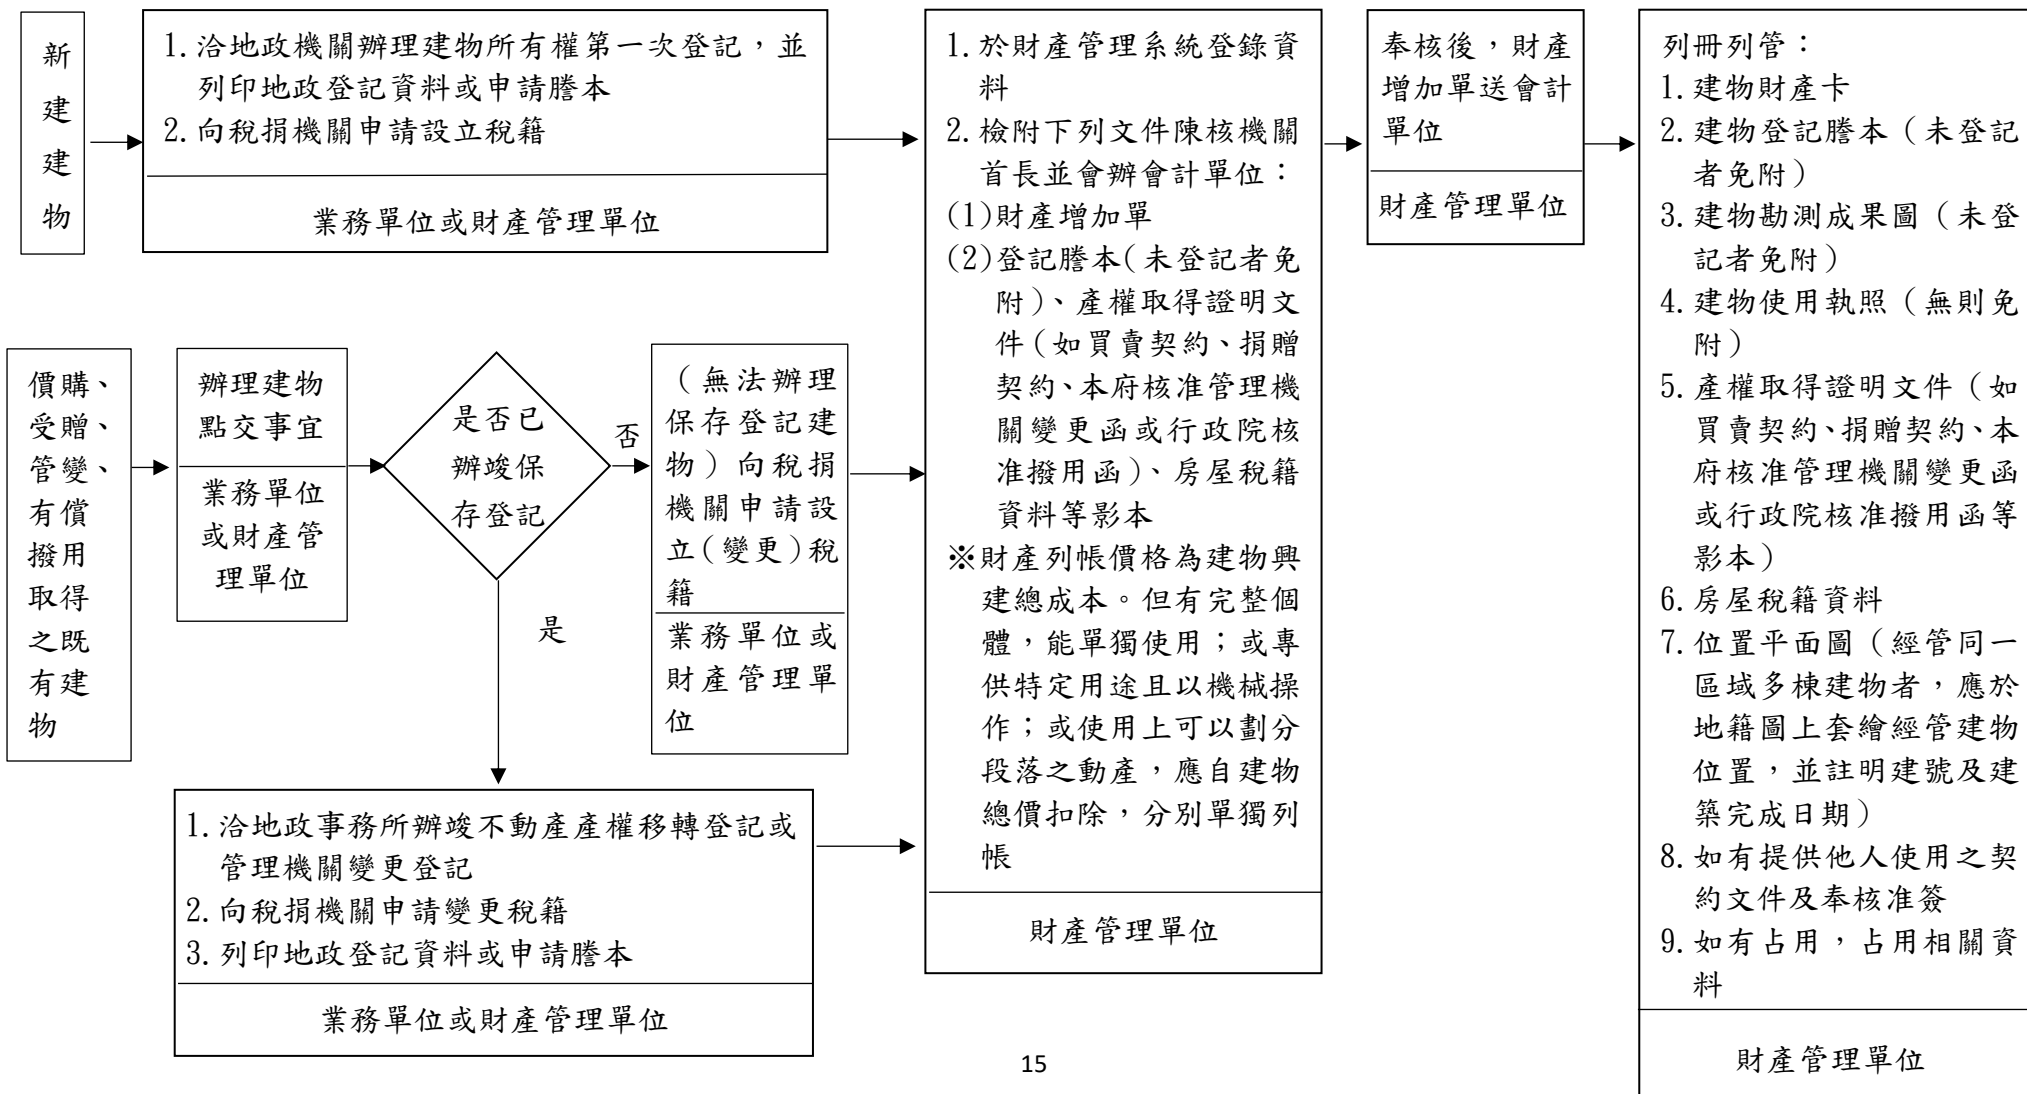 新
建
建
物
1.洽地政機關辦理建物所有權第一次登記，並
列印地政登記資料或申請謄本
2.向稅捐機關申請設立稅籍
業務單位或財產管理單位
價購、
受贈、
管變、
有償
撥用
取得
之既
有建
物
辦理建物
點交事宜
業務單位
或財產管
理單位
是否已
辦竣保
存登記
否
是
（無法辦理
保存登記建
物）向稅捐
機關申請設
立（變更）稅
籍
業務單位或
財產管理單
位
1.洽地政事務所辦竣不動產產權移轉登記或
管理機關變更登記
2.向稅捐機關申請變更稅籍
3.列印地政登記資料或申請謄本
業務單位或財產管理單位
1.於財產管理系統登錄資
料
2.檢附下列文件陳核機關
首長並會辦會計單位：
(1)財產增加單
(2)登記謄本（未登記者免
附）、產權取得證明文
件（如買賣契約、捐贈
契約、本府核准管理機
關變更函或行政院核
准撥用函）、房屋稅籍
資料等影本
※財產列帳價格為建物興
建總成本。但有完整個
體，能單獨使用；或專
供特定用途且以機械操
作；或使用上可以劃分
段落之動產，應自建物
總價扣除，分別單獨列
帳
財產管理單位
奉核後，財產
增加單送會計
單位
財產管理單位
列冊列管：
1.建物財產卡
2.建物登記謄本（未登記
者免附）
3.建物勘測成果圖（未登
記者免附）
4.建物使用執照（無則免
附）
5.產權取得證明文件（如
買賣契約、捐贈契約、本
府核准管理機關變更函
或行政院核准撥用函等
影本）
6.房屋稅籍資料
7.位置平面圖（經管同一
區域多棟建物者，應於
地籍圖上套繪經管建物
位置，並註明建號及建
築完成日期）
8.如有提供他人使用之契
約文件及奉核准簽
9.如有占用，占用相關資
料
財產管理單位
15